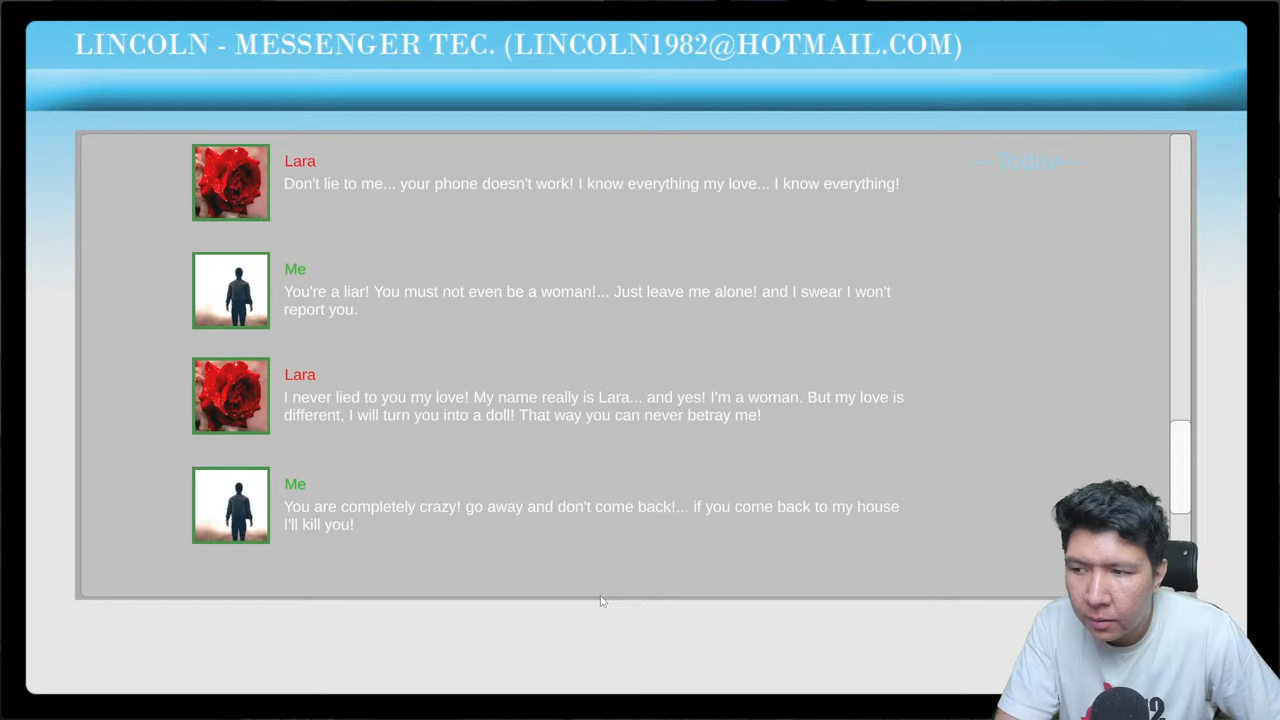 LINCOLN - MESSENGER TEC. (LINCOLN1982@HOTMAIL.COM)
---Today---
Lara
Don't lie to me... your phone doesn't work! I know everything my love... I know everything!
Me
You're a liar! You must not even be a woman!... Just leave me alone! and I swear I won't
report you.
Lara
I never lied to you my love! My name really is Lara... and yes! I'm a woman. But my love is
different, I will turn you into a doll! That way you can never betray me!
Me
You are completely crazy! go away and don't come back!... if you come back to my house
I'll kill you!